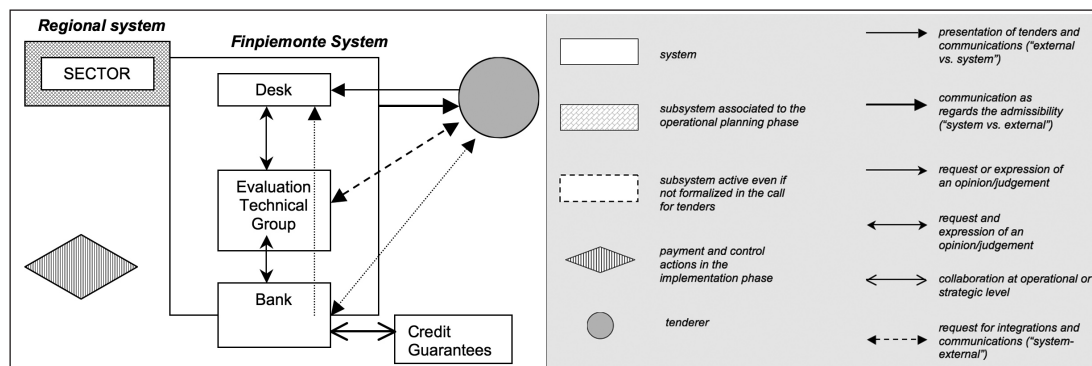 Regional system
Finpiemonte System
SECTOR
Desk
Evaluation
Technical
Group
Bank
Credit
Guarantees
system
subsystem associated to the
operational planning phase
subsystem active even if
not formalized in the call
for tenders
payment and control
actions in the
implementation phase
tenderer
presentation of tenders and
communications ("external
vs. system")
communication as
regards the admissibility
("system vs. external")
request or expression of
an opinion/judgement
request and
expression of an
opinion/judgement
collaboration at operational or
strategic level
request for integrations and
communications ("system-
external")